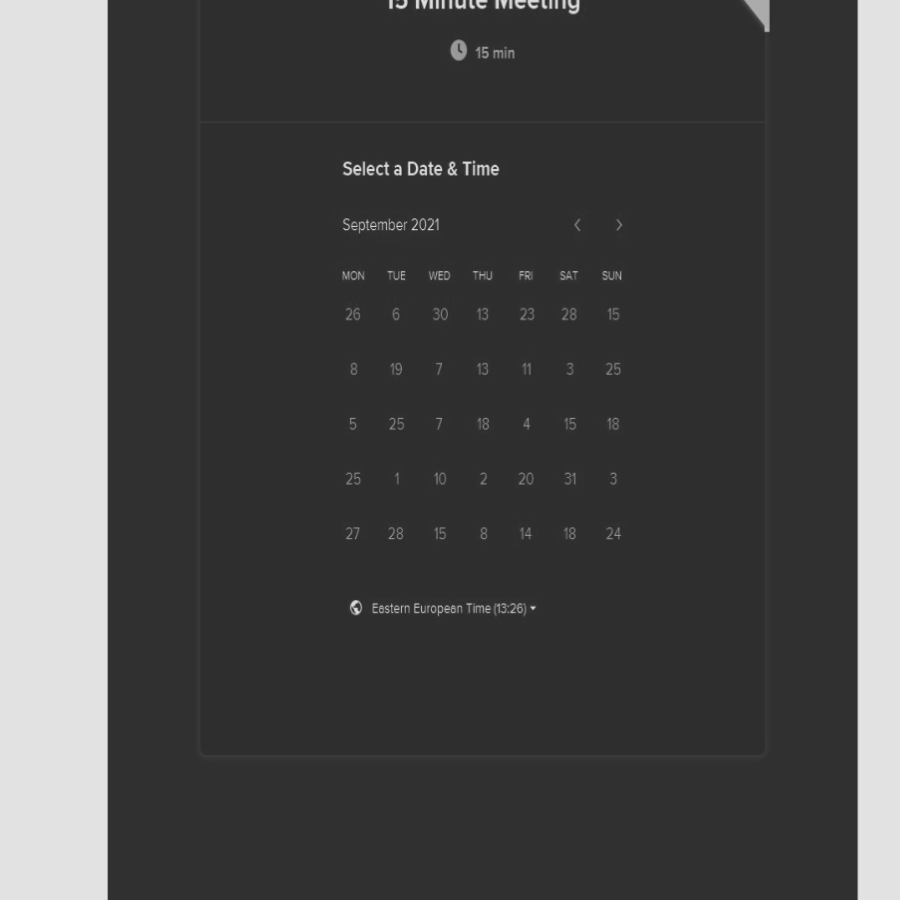 15 Minute Meeting
15 min
Select a Date & Time
September 2021
MON TUE WED THU FRI SAT SUN
26 6 30 13 23 28 15
8 19 7 13 11 3 25
5 25 7 18 4 15 18
25 1 10 2 20 31 3
27 28 15 8 14 18 24
Eastern European Time (13:26)